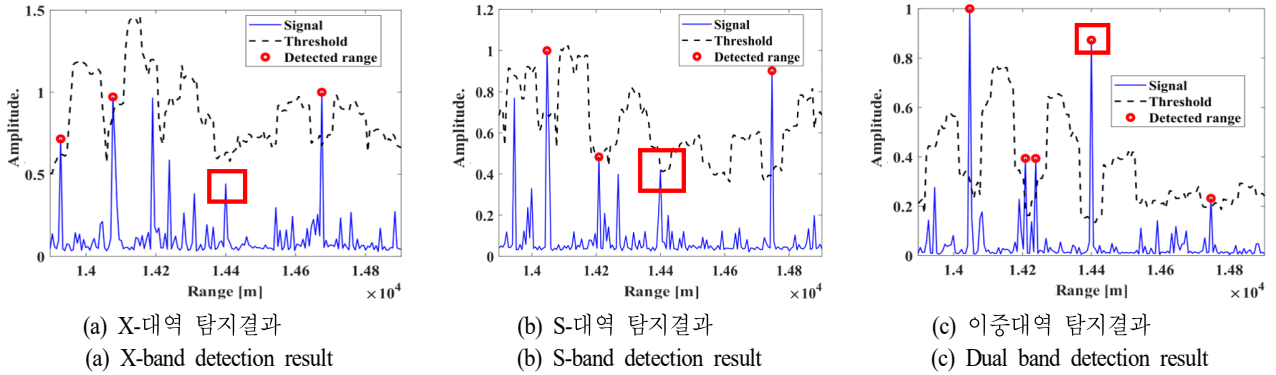 1.5
1
0.5
0
Amplitude.
Signal
Threshold
Detected range
1.4
1.42
1.44
1.46
1.48
Range [m]
×10⁴
1.2
1
0.8
0.6
0.4
0.2
0
Amplitude.
Signal
Threshold
Detected range
1.4
1.42
1.44
1.46
1.48
Range [m]
×10⁴
1
0.8
0.6
0.4
0.2
0
Amplitude.
Signal
Threshold
Detected range
1.4
1.42
1.44
1.46
1.48
Range [m]
×10⁴
(a) X-대역 탐지결과
(b) S-대역 탐지결과
(c) 이중대역 탐지결과
(a) X-band detection result
(b) S-band detection result
(c) Dual band detection result